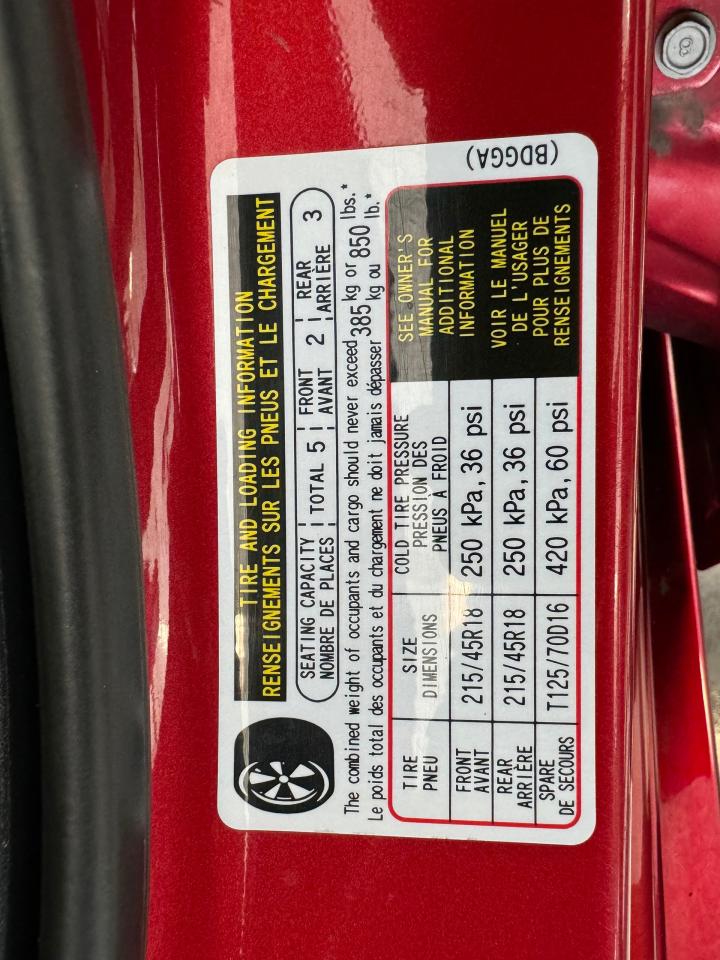 TIRE AND LOADING INFORMATION
RENSEIGNEMENTS SUR LES PNEUS ET LE CHARGEMENT
SEATING CAPACITY
NOMBRE DE PLACES
TOTAL 5
FRONT
AVANT
2
REAR
ARRIÈRE
3
The combined weight of occupants and cargo should never exceed 385 kg or 850 lbs.*
Le poids total des occupants et du chargement ne doit jamais dépasser kg ou lb.*
TIRE
PNEU
SIZE
DIMENSIONS
COLD TIRE PRESSURE
PRESSION DES
PNEUS À FROID
FRONT
AVANT
215/45R18
250 kPa, 36 psi
REAR
ARRIÈRE
215/45R18
250 kPa, 36 psi
SPARE
DE SECOURS
T125/70D16
420 kPa, 60 psi
SEE OWNER'S
MANUAL FOR
ADDITIONAL
INFORMATION
VOIR LE MANUEL
DE L'USAGER
POUR PLUS DE
RENSEIGNEMENTS
(BDGGA)
8